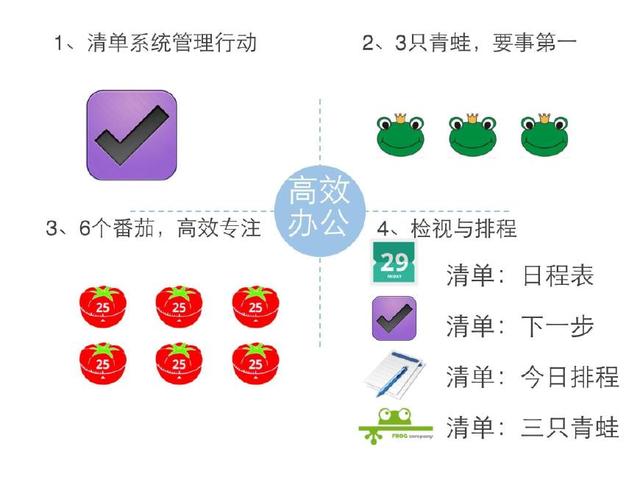 1、清单系统管理行动
2、3只青蛙，要事第一
高效
办公
3、6个番茄，高效专注
25
25
25
25
25
25
4、检视与排程
29
FRIDAY
清单：日程表
清单：下一步
清单：今日排程
FROG company
清单：三只青蛙